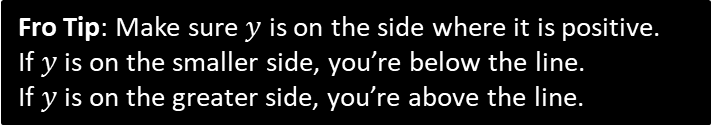 Fro Tip: Make sure y is on the side where it is positive.
If y is on the smaller side, you’re below the line.
If y is on the greater side, you’re above the line.